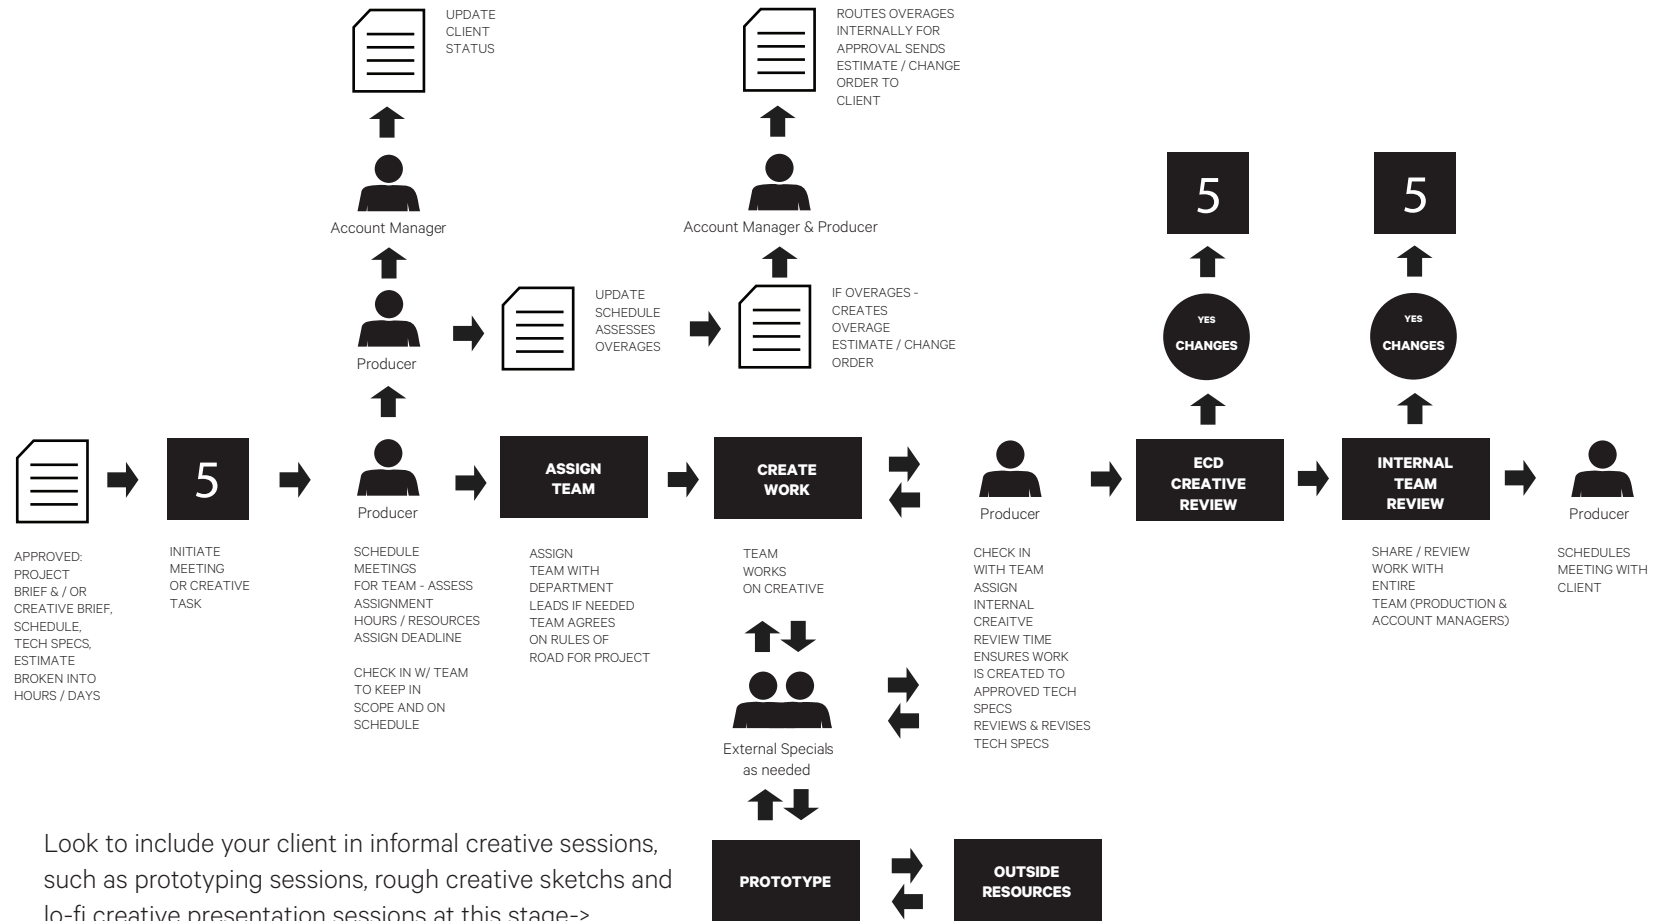 UPDATE
CLIENT
STATUS
ROUTES OVERAGES
INTERNALLY FOR
APPROVAL SENDS
ESTIMATE / CHANGE
ORDER TO
CLIENT
Account Manager
Account Manager & Producer
5
5
Producer
UPDATE
SCHEDULE
ASSESSES
OVERAGES
IF OVERAGES -
CREATES
OVERAGE
ESTIMATE / CHANGE
ORDER
YES
CHANGES
YES
CHANGES
5
Producer
ASSIGN
TEAM
CREATE
WORK
Producer
ECD
CREATIVE
REVIEW
INTERNAL
TEAM
REVIEW
Producer
APPROVED:
PROJECT
BRIEF & / OR
CREATIVE BRIEF,
SCHEDULE,
TECH SPECS,
ESTIMATE
BROKEN INTO
HOURS / DAYS
INITIATE
MEETING
OR CREATIVE
TASK
SCHEDULE
MEETINGS
FOR TEAM - ASSESS
ASSIGNMENT
HOURS / RESOURCES
ASSIGN DEADLINE
CHECK IN W/ TEAM
TO KEEP IN
SCOPE AND ON
SCHEDULE
ASSIGN
TEAM WITH
DEPARTMENT
LEADS IF NEEDED
TEAM AGREES
ON RULES OF
ROAD FOR PROJECT
TEAM
WORKS
ON CREATIVE
External Specials
as needed
CHECK IN
WITH TEAM
ASSIGN
INTERNAL
CREAITVE
REVIEW TIME
ENSURES WORK
IS CREATED TO
APPROVED TECH
SPECS
REVIEWS & REVISES
TECH SPECS
SHARE / REVIEW
WORK WITH
ENTIRE
TEAM (PRODUCTION &
ACCOUNT MANAGERS)
SCHEDULES
MEETING WITH
CLIENT
Look to include your client in informal creative sessions,
such as prototyping sessions, rough creative sketchs and
lo-fi creative presentation sessions at this stage->
PROTOTYPE
OUTSIDE
RESOURCES